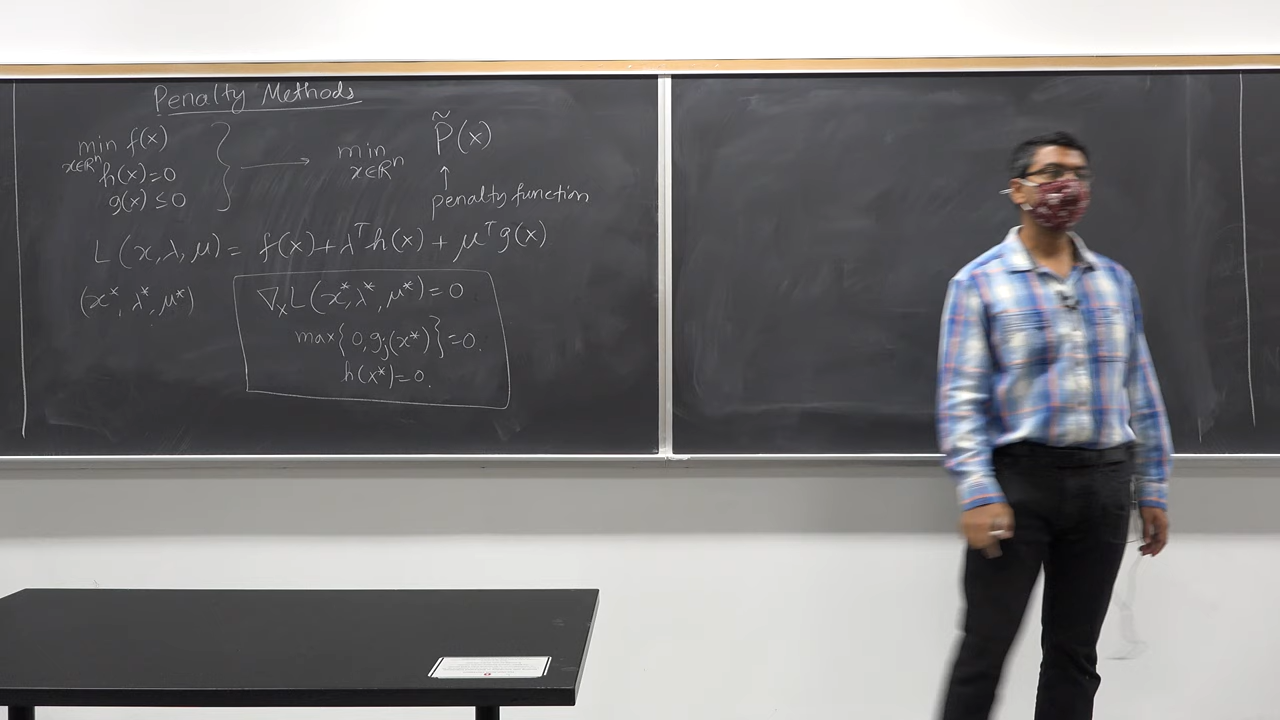 Penalty Methods
min f(x) → min P̃(x)
x∈Rⁿ x∈Rⁿ
h(x)=0 ↑
g(x) ≤ 0 penalty function
L(x, λ, μ) = f(x) + λᵀh(x) + μᵀg(x)
(x*, λ*, μ*) ∇ₓL(x*, λ*, μ*) = 0
max{0, gⱼ(x*)} = 0.
h(x*) = 0.